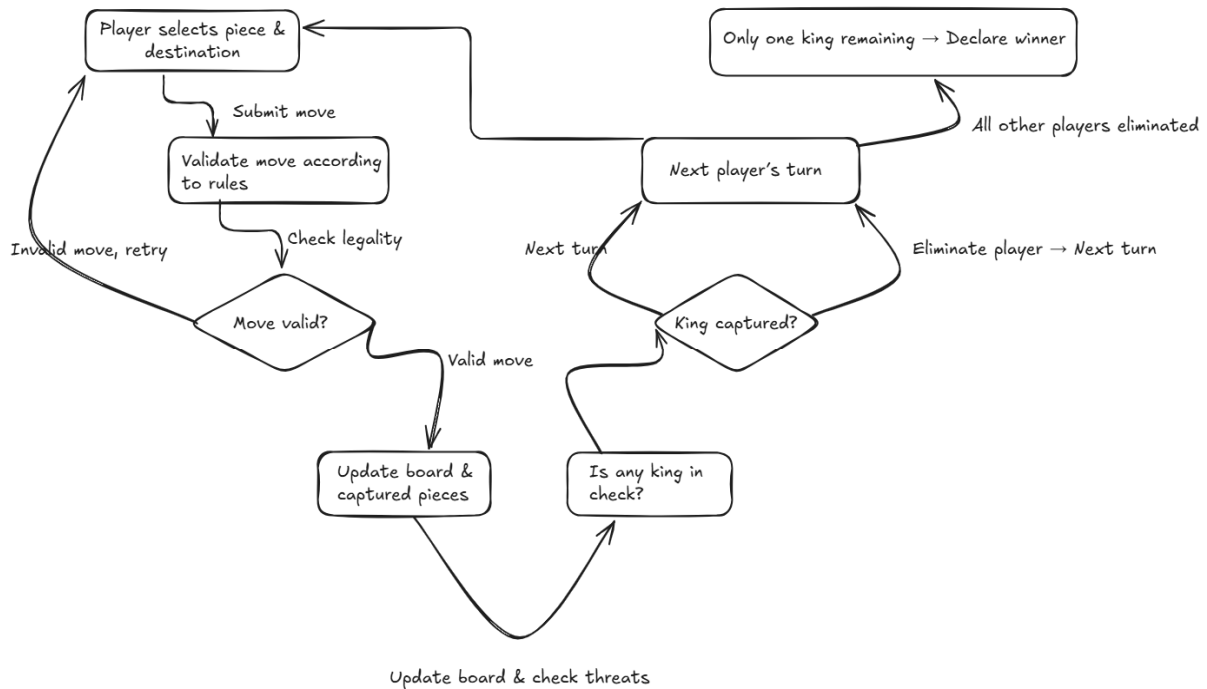 Player selects piece &
destination
Only one king remaining → Declare winner
Submit move
All other players eliminated
Validate move according
to rules
Next player's turn
Check legality
Invalid move, retry
Next turn
Eliminate player → Next turn
Move valid?
King captured?
Valid move
Update board &
captured pieces
Is any king in
check?
Update board & check threats